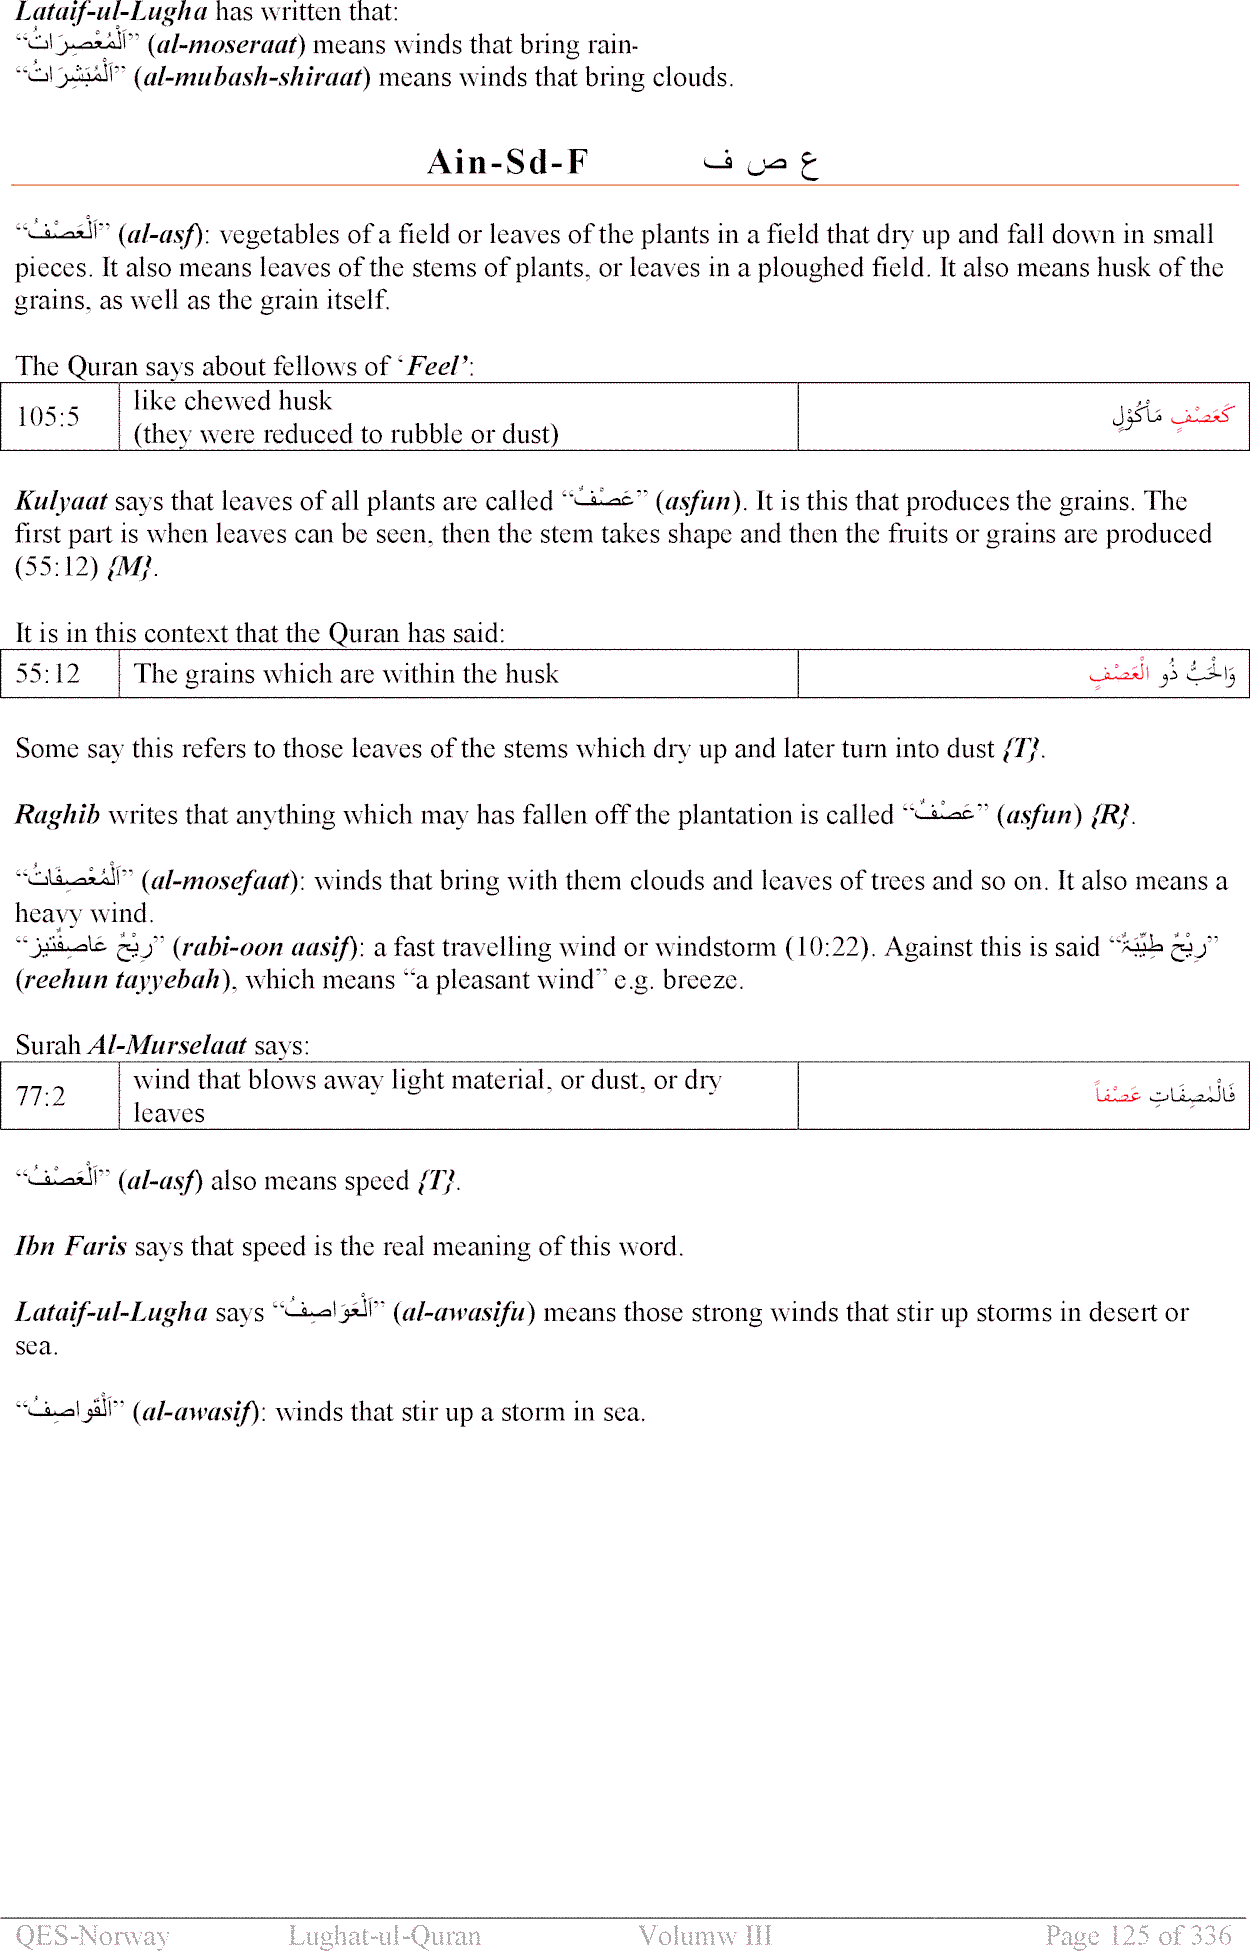 Lataif-ul-Lugha has written that:
“اَلْمُعْصِرَاتُ” (al-moseraat) means winds that bring rain-
“اَلْمُبَشِّرَاتُ” (al-mubash-shiraat) means winds that bring clouds.
Ain-Sd-F ع ص ف
“اَلْعَصْفُ” (al-asf): vegetables of a field or leaves of the plants in a field that dry up and fall down in small
pieces. It also means leaves of the stems of plants, or leaves in a ploughed field. It also means husk of the
grains, as well as the grain itself.
The Quran says about fellows of ‘Feel’:
105:5 like chewed husk
(they were reduced to rubble or dust) كَعَصْفٍ مَأْكُوْلٍ
Kulyaat says that leaves of all plants are called “عَصْفٌ” (asfun). It is this that produces the grains. The
first part is when leaves can be seen, then the stem takes shape and then the fruits or grains are produced
(55:12) {M}.
It is in this context that the Quran has said:
55:12 The grains which are within the husk وَالْحَبُّ ذُو الْعَصْفٍ
Some say this refers to those leaves of the stems which dry up and later turn into dust {T}.
Raghib writes that anything which may has fallen off the plantation is called “عَصْفٌ” (asfun) {R}.
“اَلْمُعْصِفَاتُ” (al-mosefaat): winds that bring with them clouds and leaves of trees and so on. It also means a
heavy wind.
“رِيْحٌ عَاصِفٌتيز” (rabi-oon aasif): a fast travelling wind or windstorm (10:22). Against this is said “رِيْحٌ طَيِّبَةٌ”
(reehun tayyebah), which means “a pleasant wind” e.g. breeze.
Surah Al-Murselaat says:
77:2 wind that blows away light material, or dust, or dry
leaves فَالْمٰصِفَاتِ عَصْفاً
“اَلْعَصْفُ” (al-asf) also means speed {T}.
Ibn Faris says that speed is the real meaning of this word.
Lataif-ul-Lugha says “اَلْعَوَاصِفُ” (al-awasifu) means those strong winds that stir up storms in desert or
sea.
“اَلْقَواصِفُ” (al-awasif): winds that stir up a storm in sea.
QES-Norway Lughat-ul-Quran Volumw III Page 125 of 336